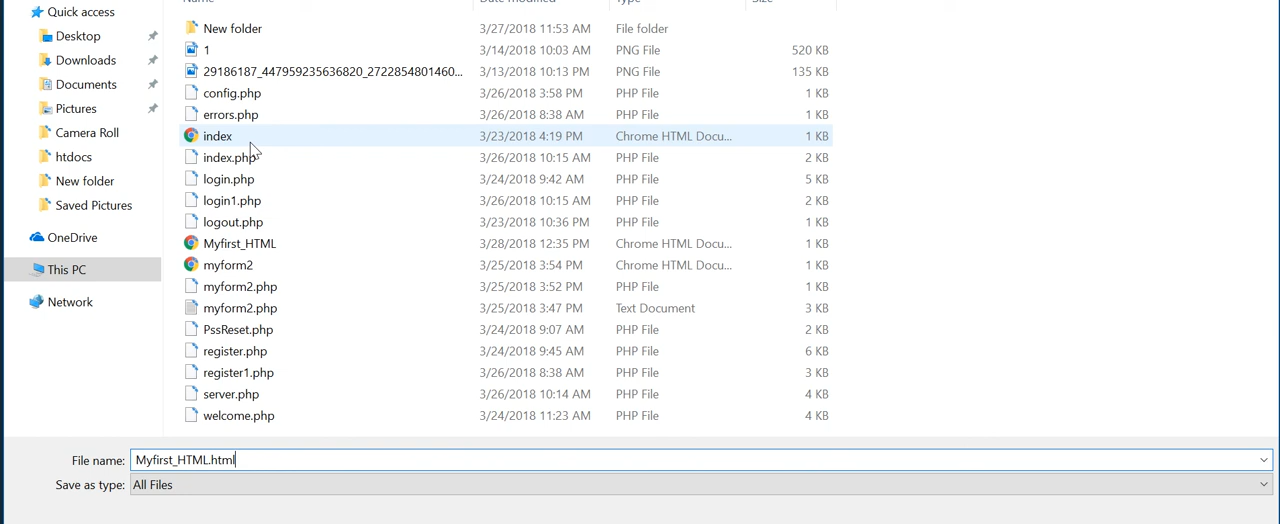 Name Date modified Type Size
Quick access
Desktop
Downloads
Documents
Pictures
Camera Roll
htdocs
New folder
Saved Pictures
OneDrive
This PC
Network
New folder 3/27/2018 11:53 AM File folder
1 3/14/2018 10:03 AM PNG File 520 KB
29186187_447959235636820_2722854801460... 3/13/2018 10:13 PM PNG File 135 KB
config.php 3/26/2018 3:58 PM PHP File 1 KB
errors.php 3/26/2018 8:38 AM PHP File 1 KB
index 3/23/2018 4:19 PM Chrome HTML Docu... 1 KB
index.php 3/26/2018 10:15 AM PHP File 2 KB
login.php 3/24/2018 9:42 AM PHP File 5 KB
login1.php 3/26/2018 10:15 AM PHP File 2 KB
logout.php 3/23/2018 10:36 PM PHP File 1 KB
Myfirst_HTML 3/28/2018 12:35 PM Chrome HTML Docu... 1 KB
myform2 3/25/2018 3:54 PM Chrome HTML Docu... 1 KB
myform2.php 3/25/2018 3:52 PM PHP File 1 KB
myform2.php 3/25/2018 3:47 PM Text Document 3 KB
PssReset.php 3/24/2018 9:07 AM PHP File 2 KB
register.php 3/24/2018 9:45 AM PHP File 6 KB
register1.php 3/26/2018 8:38 AM PHP File 3 KB
server.php 3/26/2018 10:14 AM PHP File 4 KB
welcome.php 3/24/2018 11:23 AM PHP File 4 KB
File name: Myfirst_HTML.html
Save as type: All Files